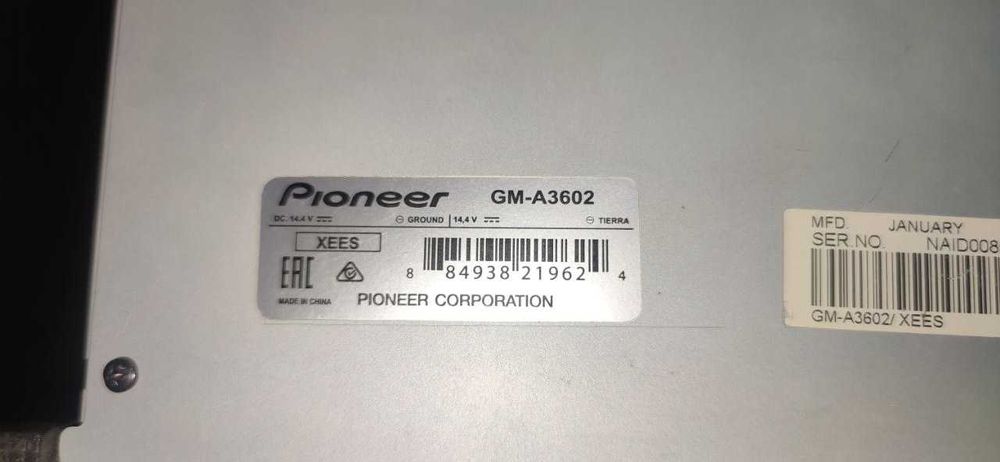 Pioneer GM-A3602
DC. 14.4 V ⎓ ⊖ GROUND | 14,4 V ⎓ ⊖ TIERRA
XEES
EAC
8 84938 21962 4
MADE IN CHINA PIONEER CORPORATION
MFD. JANUARY
SER.NO. NAID008
GM-A3602/XEES